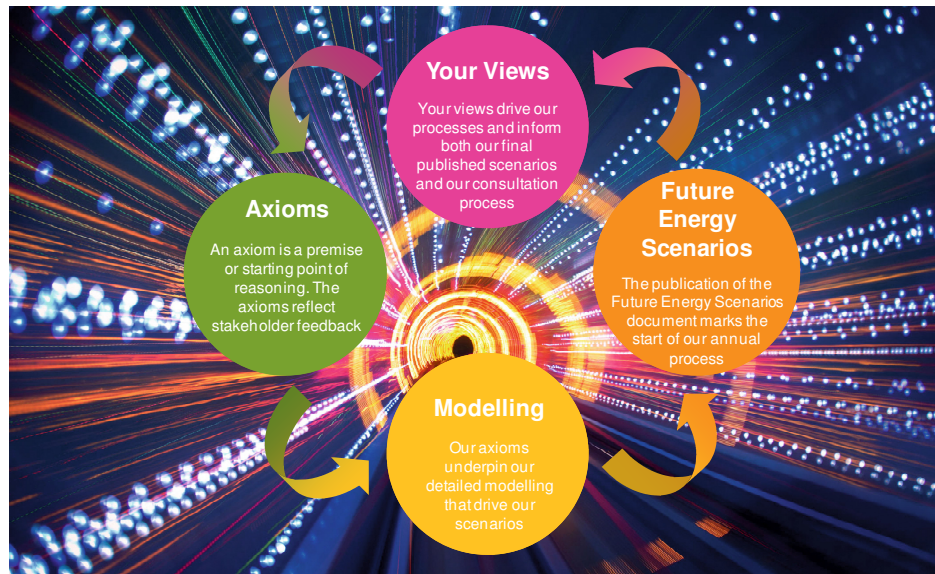 Your Views
Your views drive our
processes and inform
both our final
published scenarios
and our consultation
process
Axioms
An axiom is a premise
or starting point of
reasoning. The
axioms reflect
stakeholder feedback
Future
Energy
Scenarios
The publication of the
Future Energy Scenarios
document marks the
start of our annual
process
Modelling
Our axioms
underpin our
detailed modelling
that drive our
scenarios